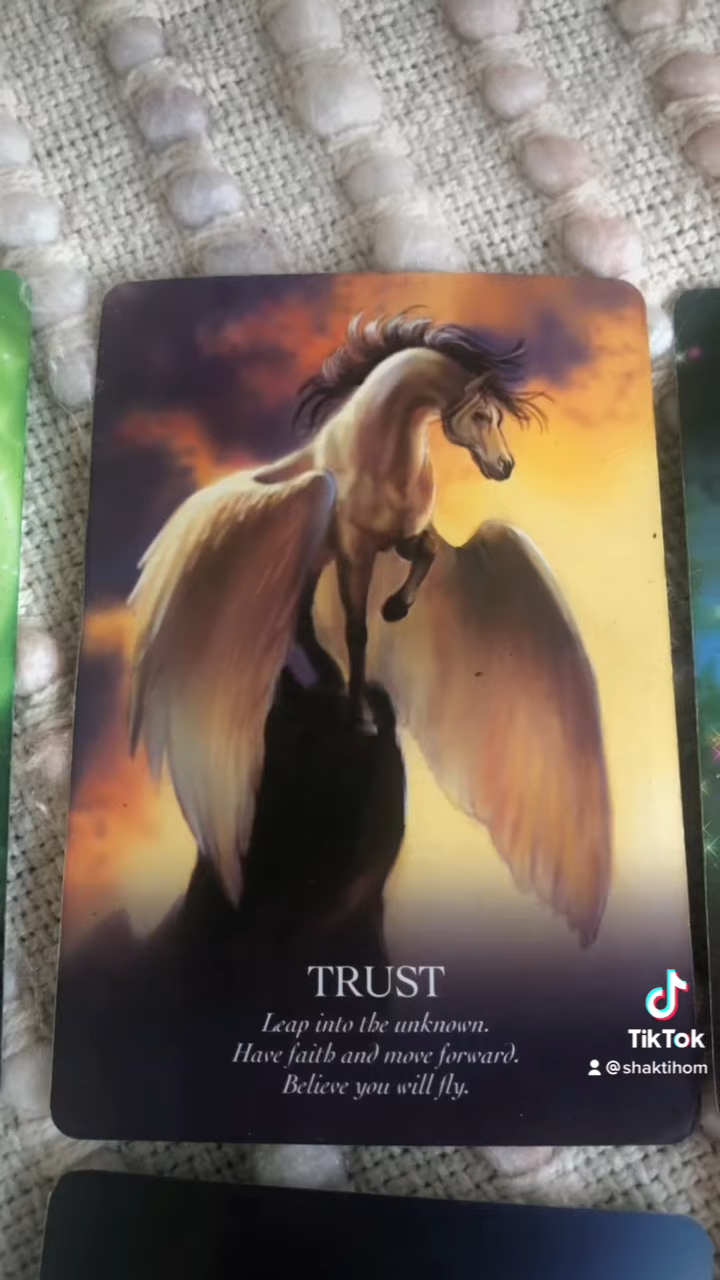 TRUST
Leap into the unknown.
Have faith and move forward.
Believe you will fly.
TikTok
@shaktihom